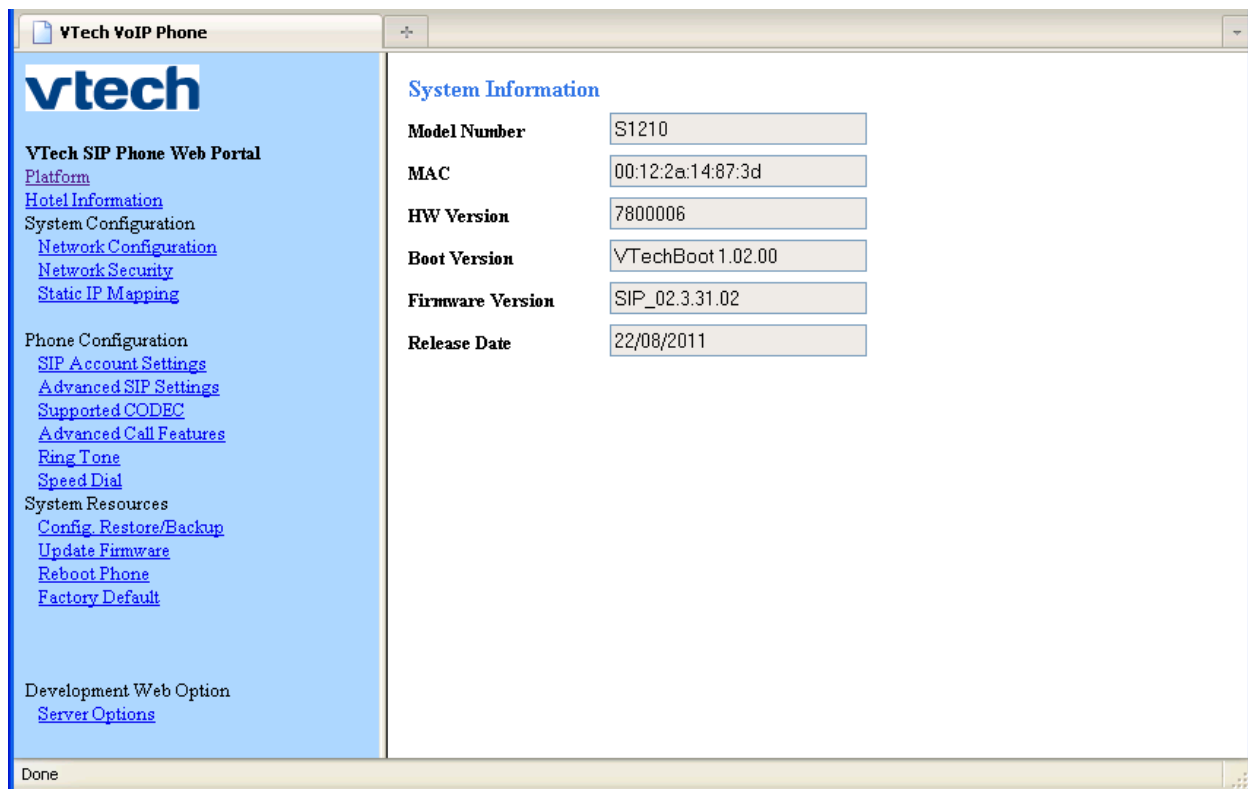 VTech VoIP Phone
vtech
VTech SIP Phone Web Portal
Platform
Hotel Information
System Configuration
Network Configuration
Network Security
Static IP Mapping
Phone Configuration
SIP Account Settings
Advanced SIP Settings
Supported CODEC
Advanced Call Features
Ring Tone
Speed Dial
System Resources
Config. Restore/Backup
Update Firmware
Reboot Phone
Factory Default
Development Web Option
Server Options
System Information
Model Number S1210
MAC 00:12:2a:14:87:3d
HW Version 7800006
Boot Version VTechBoot 1.02.00
Firmware Version SIP_02.3.31.02
Release Date 22/08/2011
Done